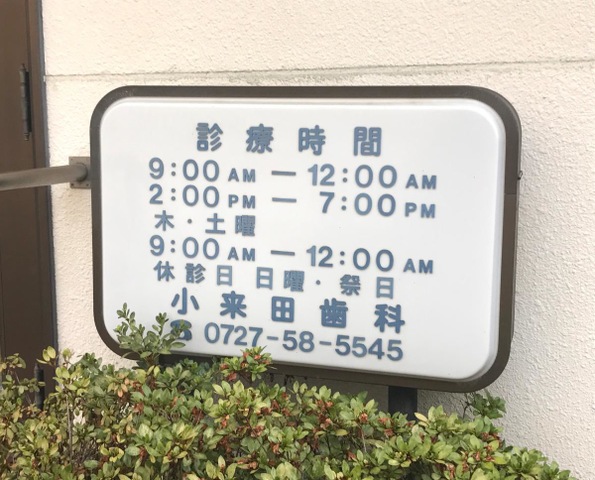 診療時間
9:00 AM ー 12:00 AM
2:00 PM ー 7:00 PM
木・土曜
9:00 AM ー 12:00 AM
休診日 日曜・祭日
小来田歯科
☎ 0727-58-5545